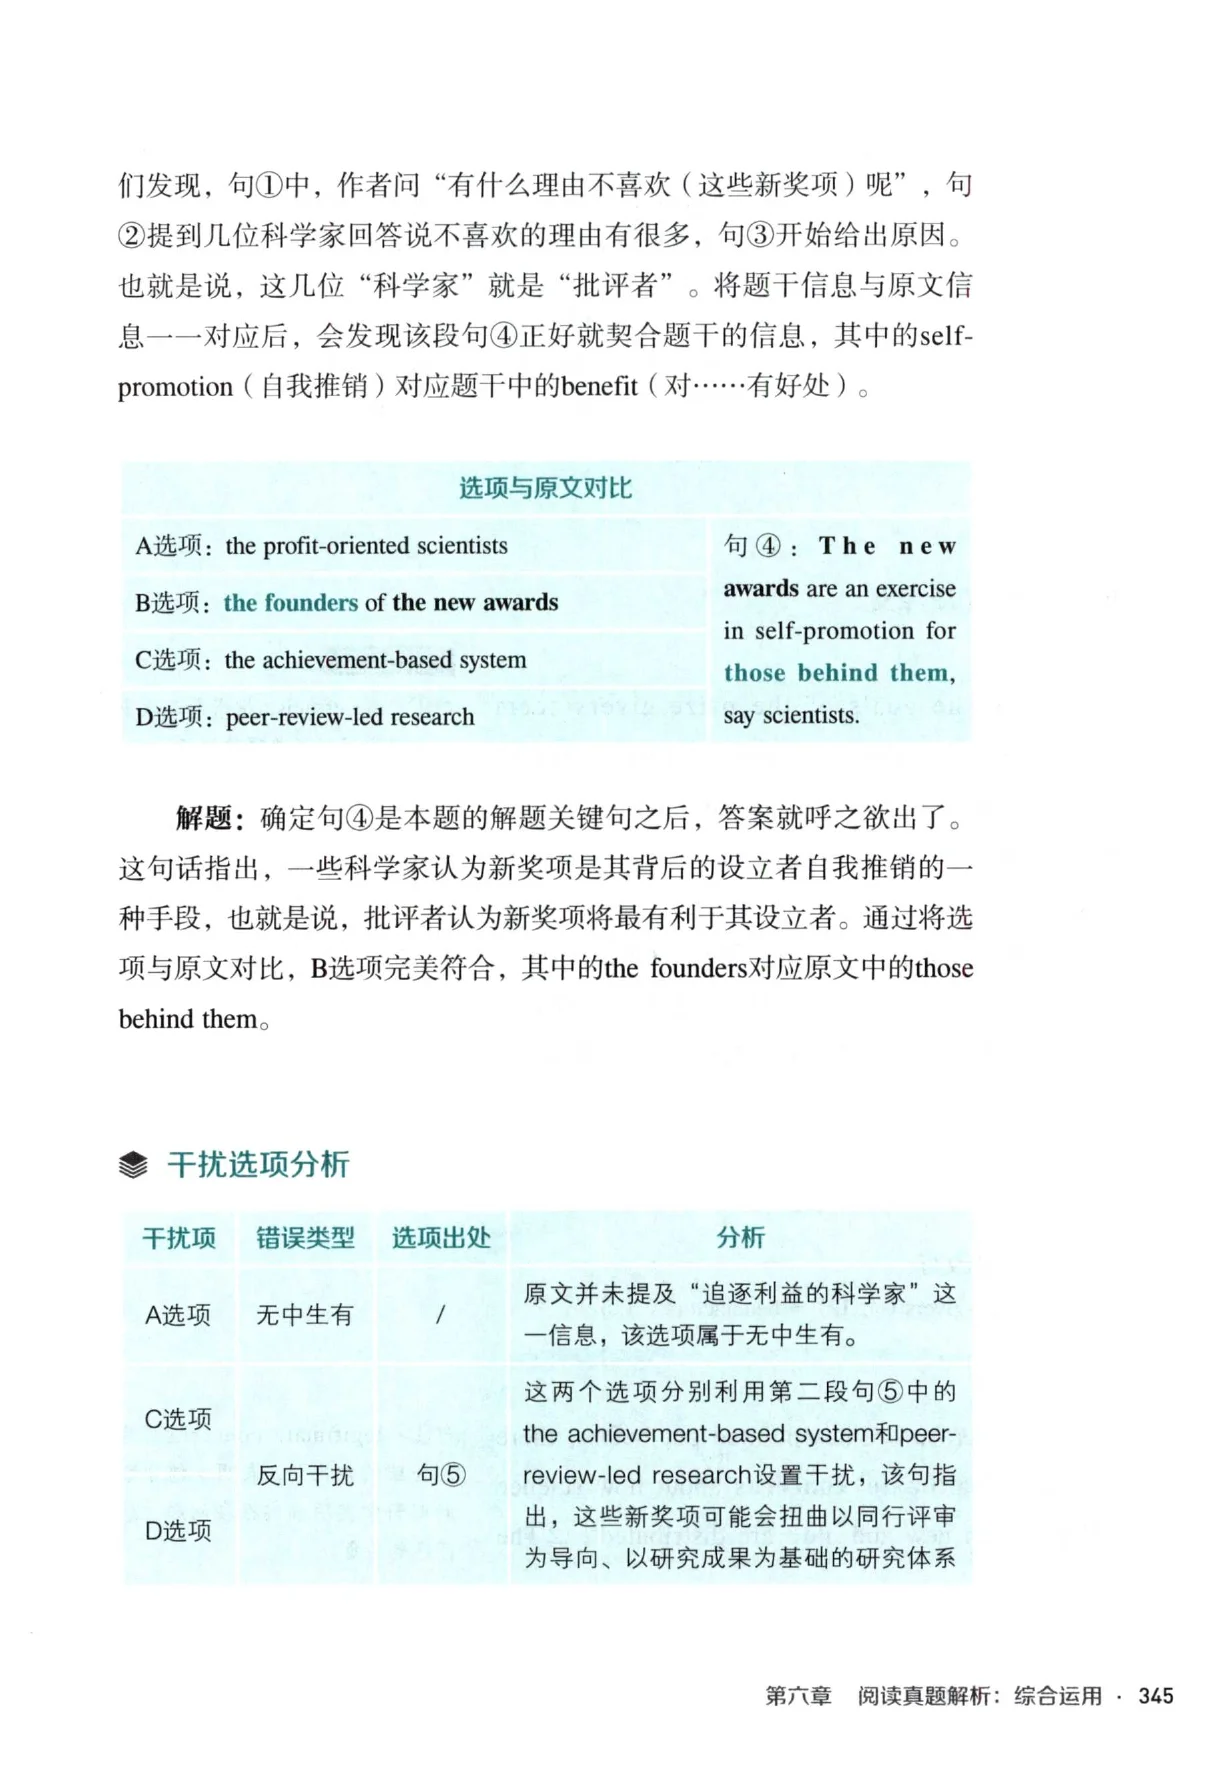 们发现，句①中，作者问“有什么理由不喜欢（这些新奖项）呢”，句
②提到几位科学家回答说不喜欢的理由有很多，句③开始给出原因。
也就是说，这几位“科学家”就是“批评者”。将题干信息与原文信
息一一对应后，会发现该段句④正好就契合题干的信息，其中的self-
promotion（自我推销）对应题干中的benefit（对……有好处）。
选项与原文对比
A选项：the profit-oriented scientists
B选项：the founders of the new awards
C选项：the achievement-based system
D选项：peer-review-led research
句④：The new
awards are an exercise
in self-promotion for
those behind them,
say scientists.
解题：确定句④是本题的解题关键句之后，答案就呼之欲出了。
这句话指出，一些科学家认为新奖项是其背后的设立者自我推销的一
种手段，也就是说，批评者认为新奖项将最有利于其设立者。通过将选
项与原文对比，B选项完美符合，其中的the founders对应原文中的those
behind them。
干扰选项分析
干扰项 错误类型 选项出处 分析
A选项 无中生有 /
原文并未提及“追逐利益的科学家”这
一信息，该选项属于无中生有。
C选项
D选项
反向干扰 句⑤
这两个选项分别利用第二段句⑤中的
the achievement-based system和peer-
review-led research设置干扰，该句指
出，这些新奖项可能会扭曲以同行评审
为导向、以研究成果为基础的研究体系
第六章 阅读真题解析：综合运用 · 345